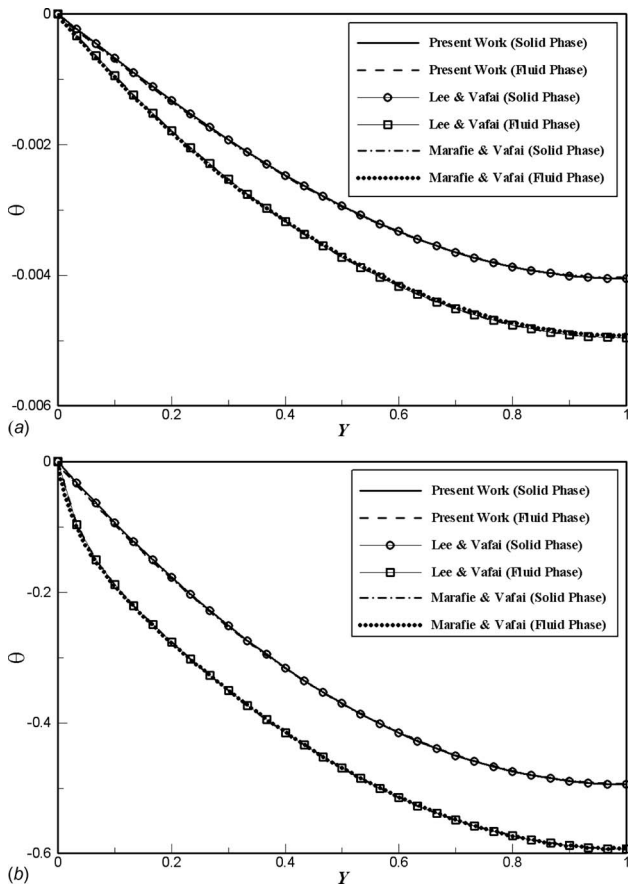 0
-0.002
-0.004
-0.006
θ
Present Work (Solid Phase)
Present Work (Fluid Phase)
Lee & Vafai (Solid Phase)
Lee & Vafai (Fluid Phase)
Marafie & Vafai (Solid Phase)
Marafie & Vafai (Fluid Phase)
0 0.2 0.4 0.6 0.8 1
(a) Y
0
-0.2
-0.4
-0.6
θ
Present Work (Solid Phase)
Present Work (Fluid Phase)
Lee & Vafai (Solid Phase)
Lee & Vafai (Fluid Phase)
Marafie & Vafai (Solid Phase)
Marafie & Vafai (Fluid Phase)
0 0.2 0.4 0.6 0.8 1
(b) Y